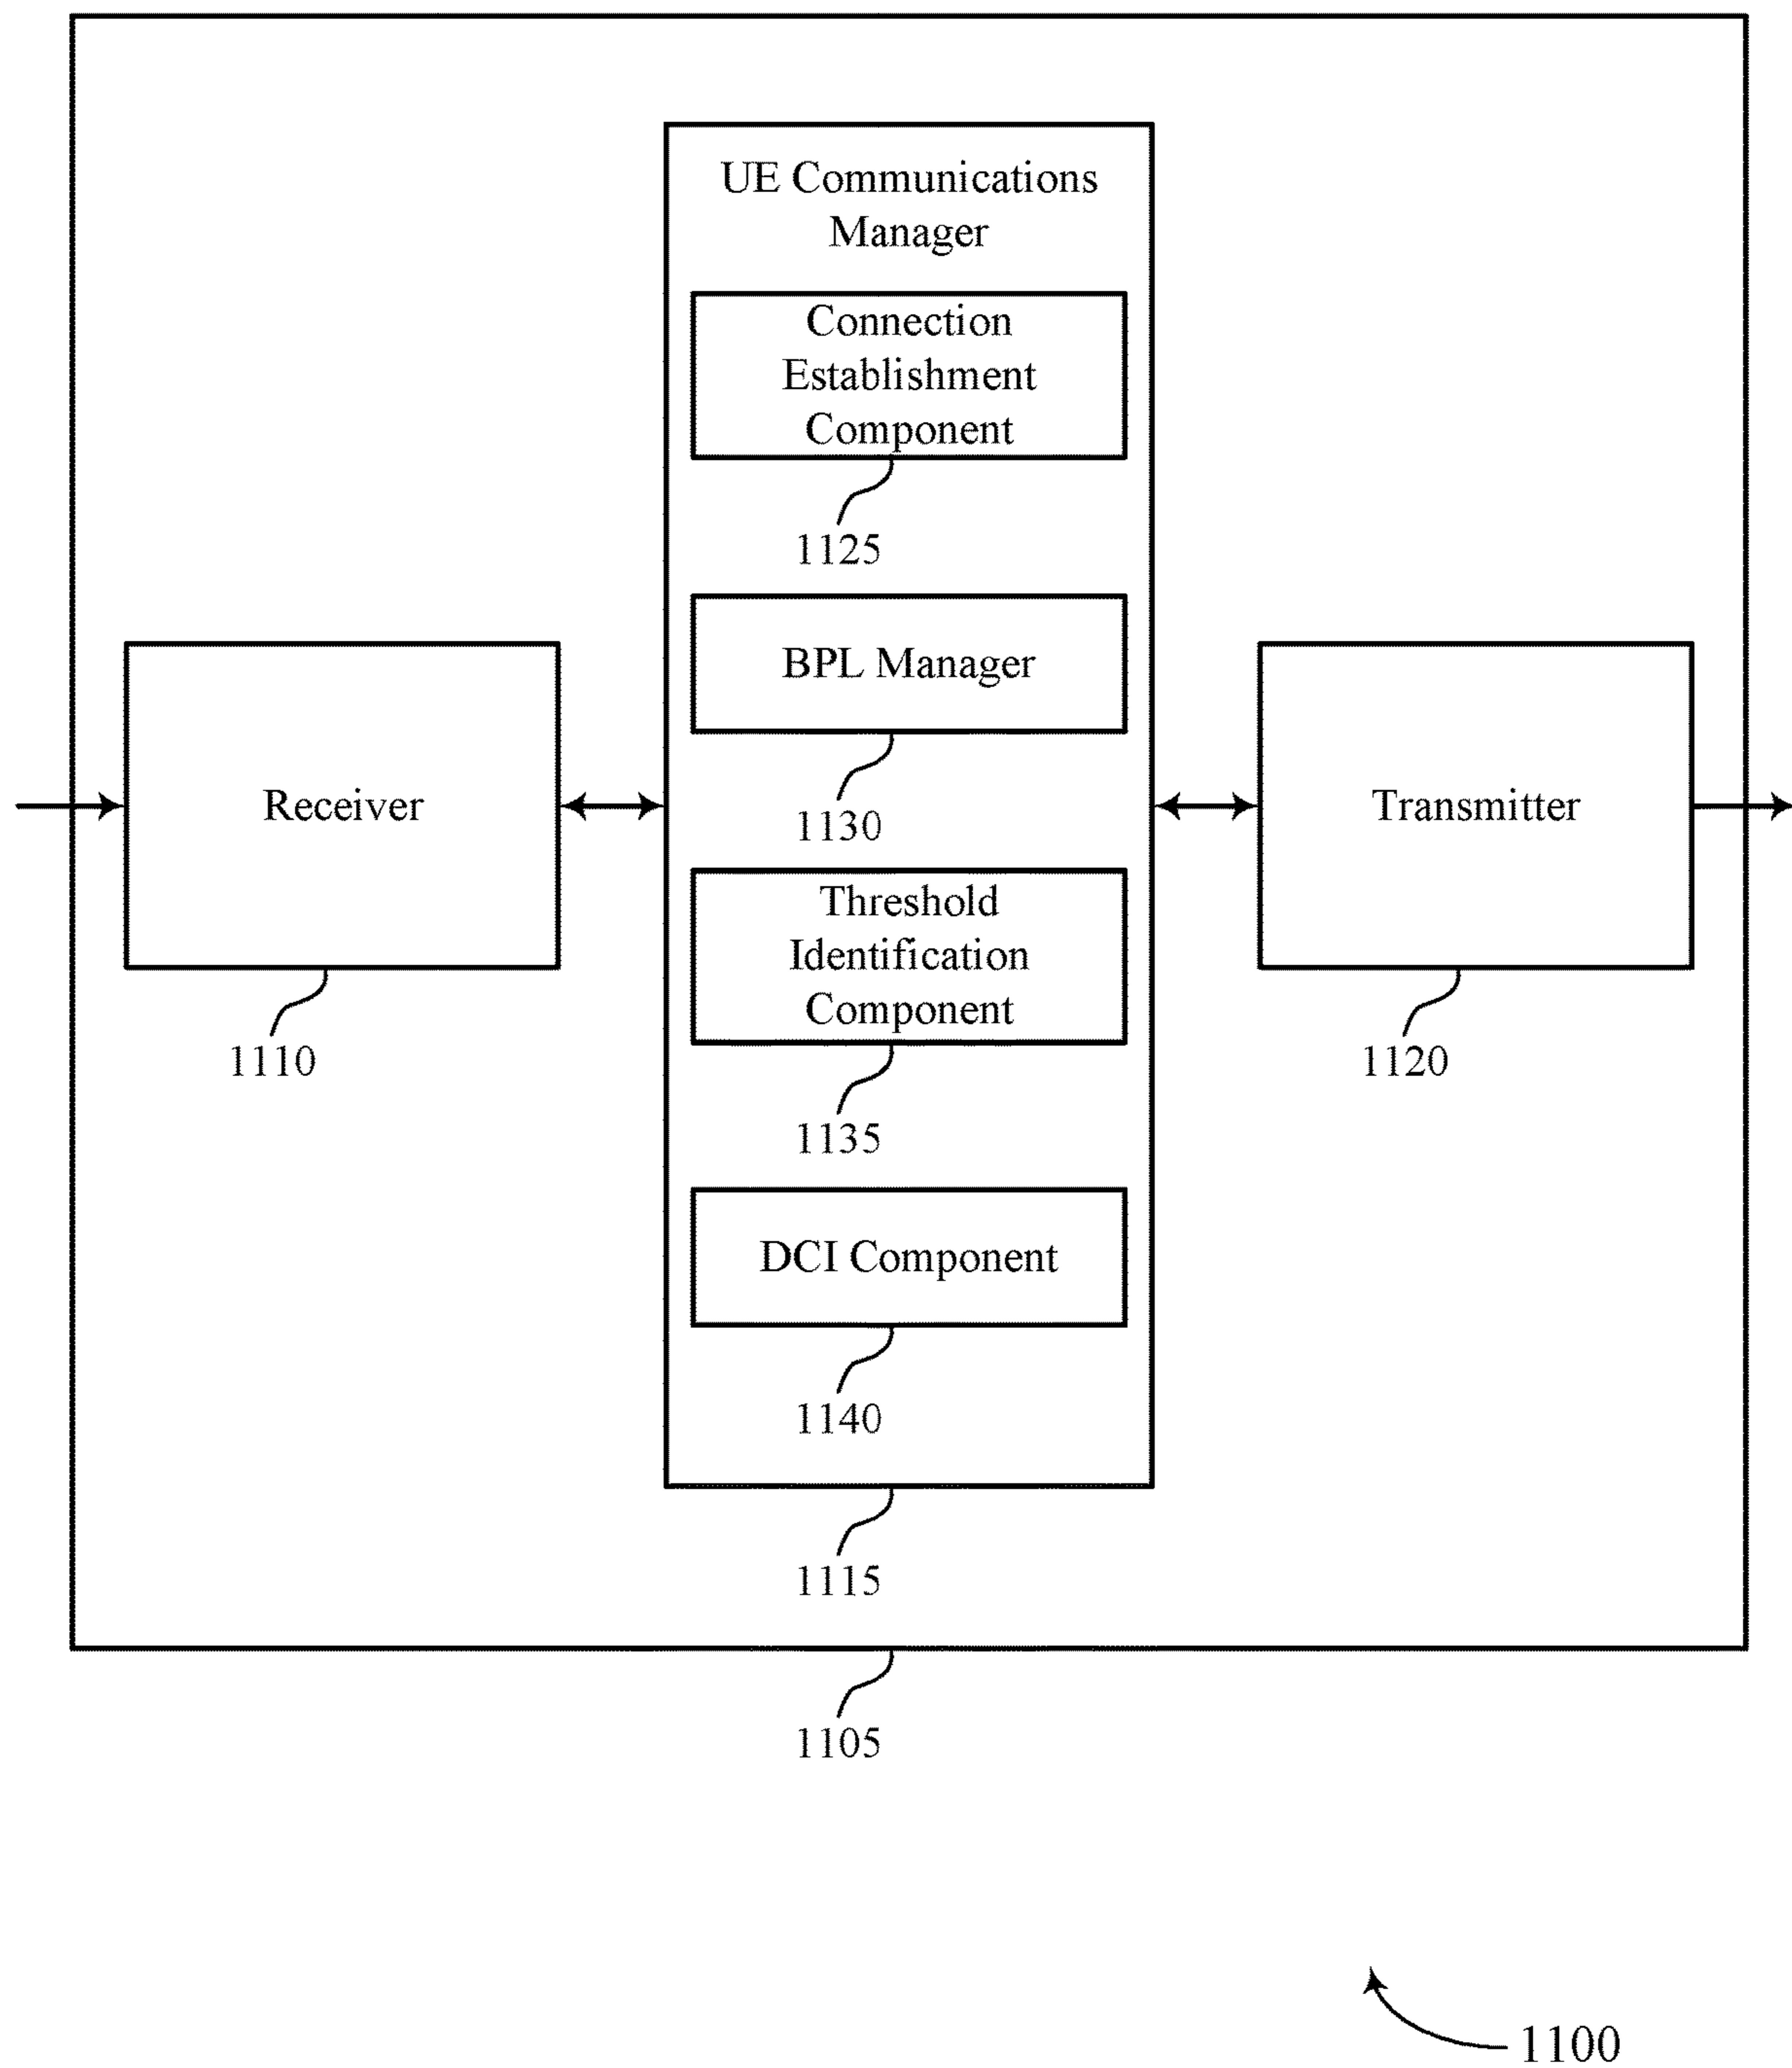 UE Communications
Manager
Connection
Establishment
Component
1125
BPL Manager
1130
Receiver
1110
Threshold
Identification
Component
1135
Transmitter
1120
DCI Component
1140
1115
1105
1100